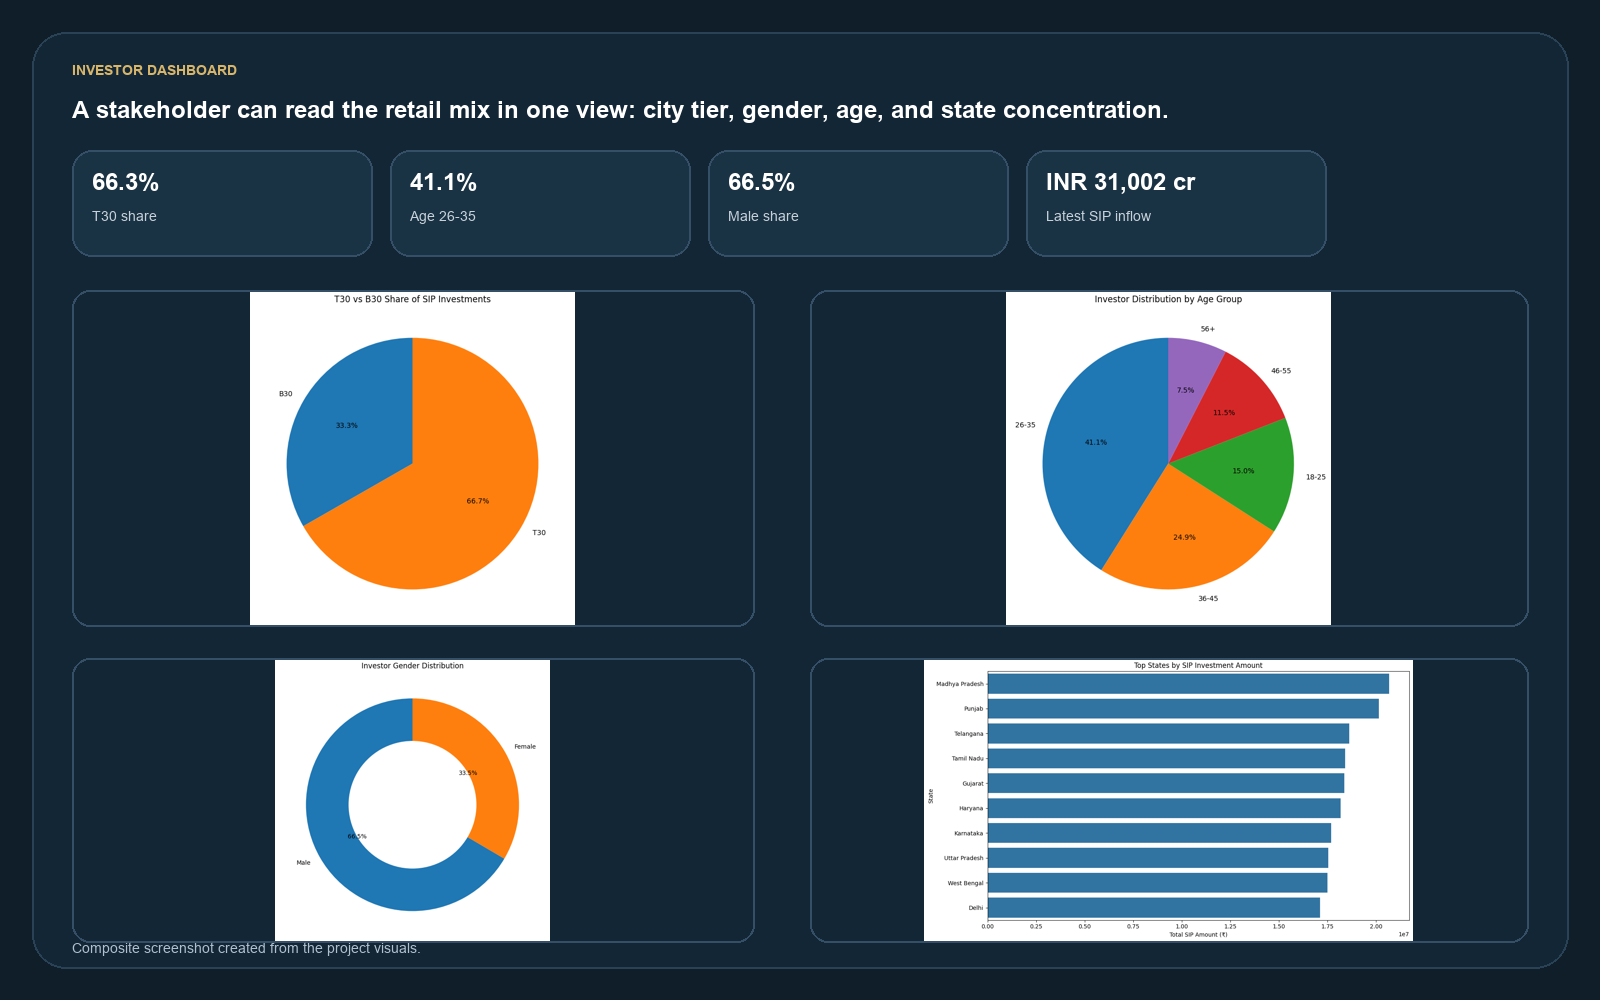 INVESTOR DASHBOARD
A stakeholder can read the retail mix in one view: city tier, gender, age, and state concentration.
66.3%
T30 share
41.1%
Age 26-35
66.5%
Male share
INR 31,002 cr
Latest SIP inflow
T30 vs B30 Share of SIP Investments
B30
33.3%
66.7%
T30
Investor Distribution by Age Group
56+
46-55
7.5%
11.5%
26-35
41.1%
15.0%
18-25
24.9%
36-45
Investor Gender Distribution
Female
33.5%
66.5%
Male
Top States by SIP Investment Amount
State
Madhya Pradesh
Punjab
Telangana
Tamil Nadu
Gujarat
Haryana
Karnataka
Uttar Pradesh
West Bengal
Delhi
0.00 0.25 0.50 0.75 1.00 1.25 1.50 1.75 2.00
1e7
Total SIP Amount (₹)
Composite screenshot created from the project visuals.